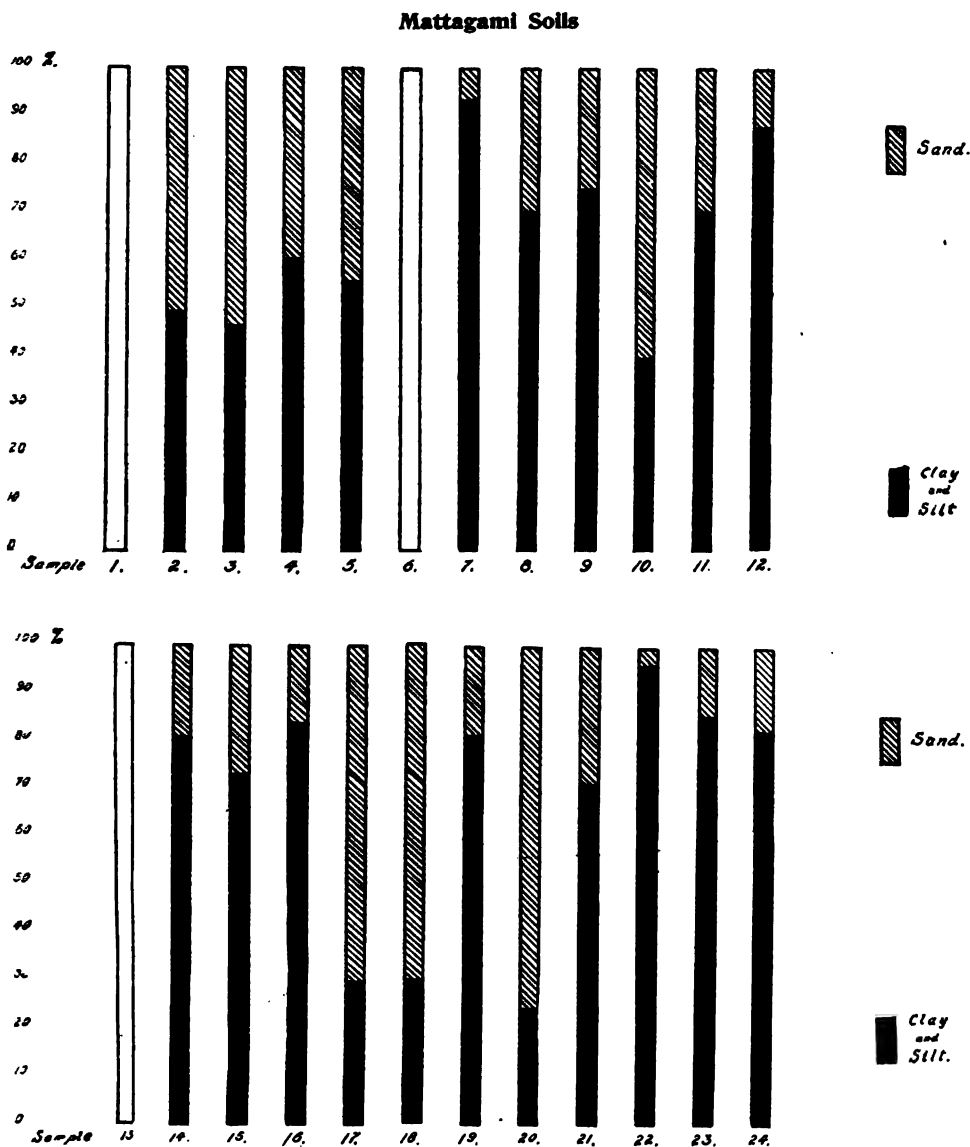 Mattagami Soils
100 %.
90
80
70
60
50
40
30
20
10
0
Sand.
Clay
and
Silt
Sample 1. 2. 3. 4. 5. 6. 7. 8. 9 10. 11. 12.
100 %
90
80
70
60
50
40
30
20
10
0
Sand.
Clay
and
Silt.
Sample 13 14. 15. 16. 17. 18. 19. 20. 21. 22. 23. 24.